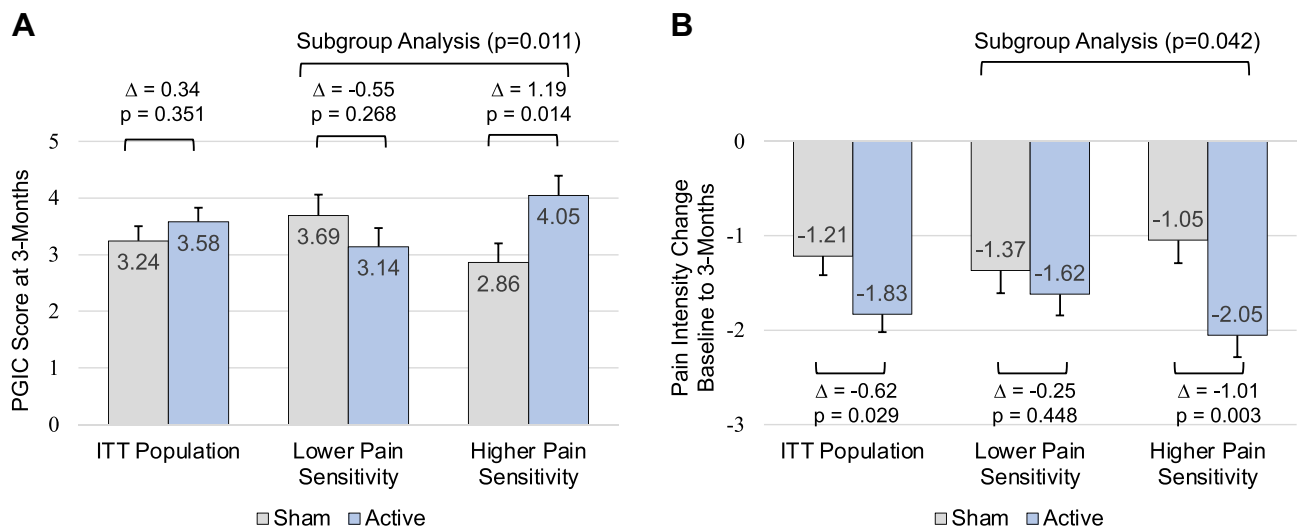 A
Subgroup Analysis (p=0.011)
Δ = 0.34
p = 0.351
Δ = -0.55
p = 0.268
Δ = 1.19
p = 0.014
PGIC Score at 3-Months
5
4
3
2
1
0
3.24
3.58
3.69
3.14
2.86
4.05
ITT Population
Lower Pain
Sensitivity
Higher Pain
Sensitivity
Sham
Active
B
Subgroup Analysis (p=0.042)
Pain Intensity Change
Baseline to 3-Months
0
-1
-2
-3
-1.21
-1.83
-1.37
-1.62
-1.05
-2.05
Δ = -0.62
p = 0.029
Δ = -0.25
p = 0.448
Δ = -1.01
p = 0.003
ITT Population
Lower Pain
Sensitivity
Higher Pain
Sensitivity
Sham
Active